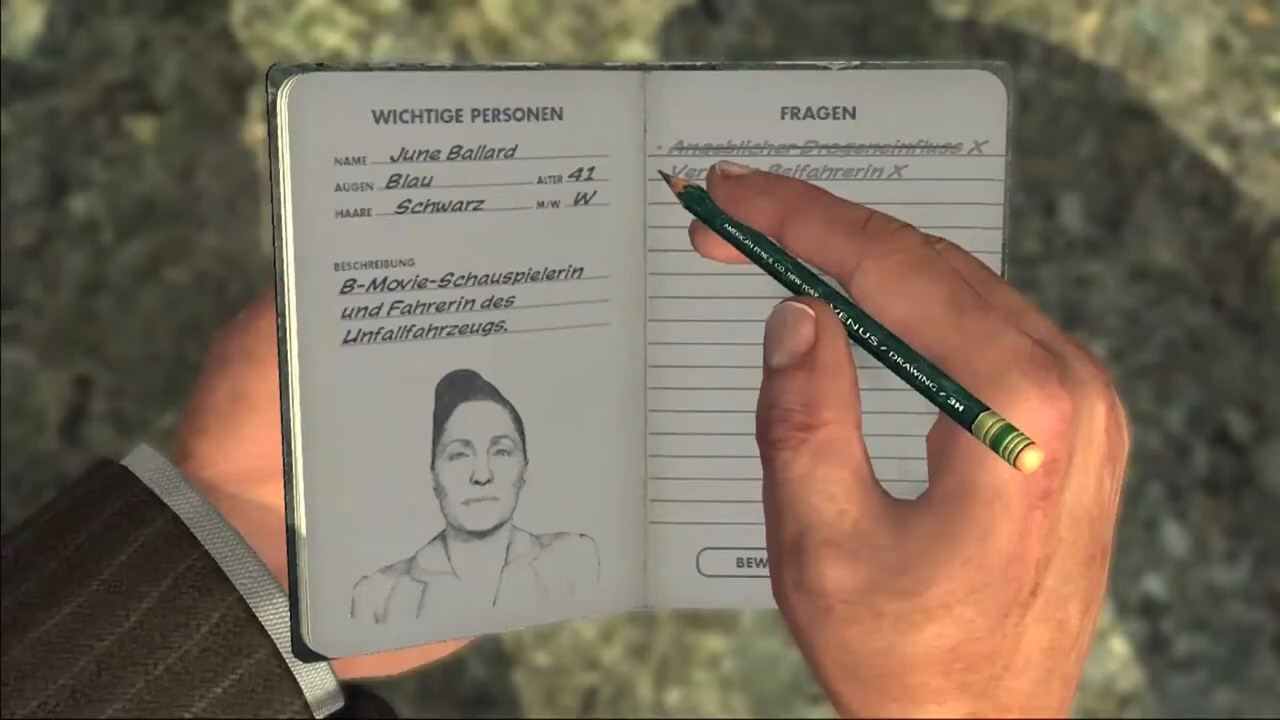 WICHTIGE PERSONEN
NAME June Ballard
AUGEN Blau ALTER 41
HAARE Schwarz M/W W
BESCHREIBUNG
B-Movie-Schauspielerin
und Fahrerin des
Unfallfahrzeugs.
FRAGEN
- Angeblicher Drogeneinfluss X
Beifahrerin X
AMERICAN PENCIL CO. NEW YORK VENUS / DRAWING / 3H